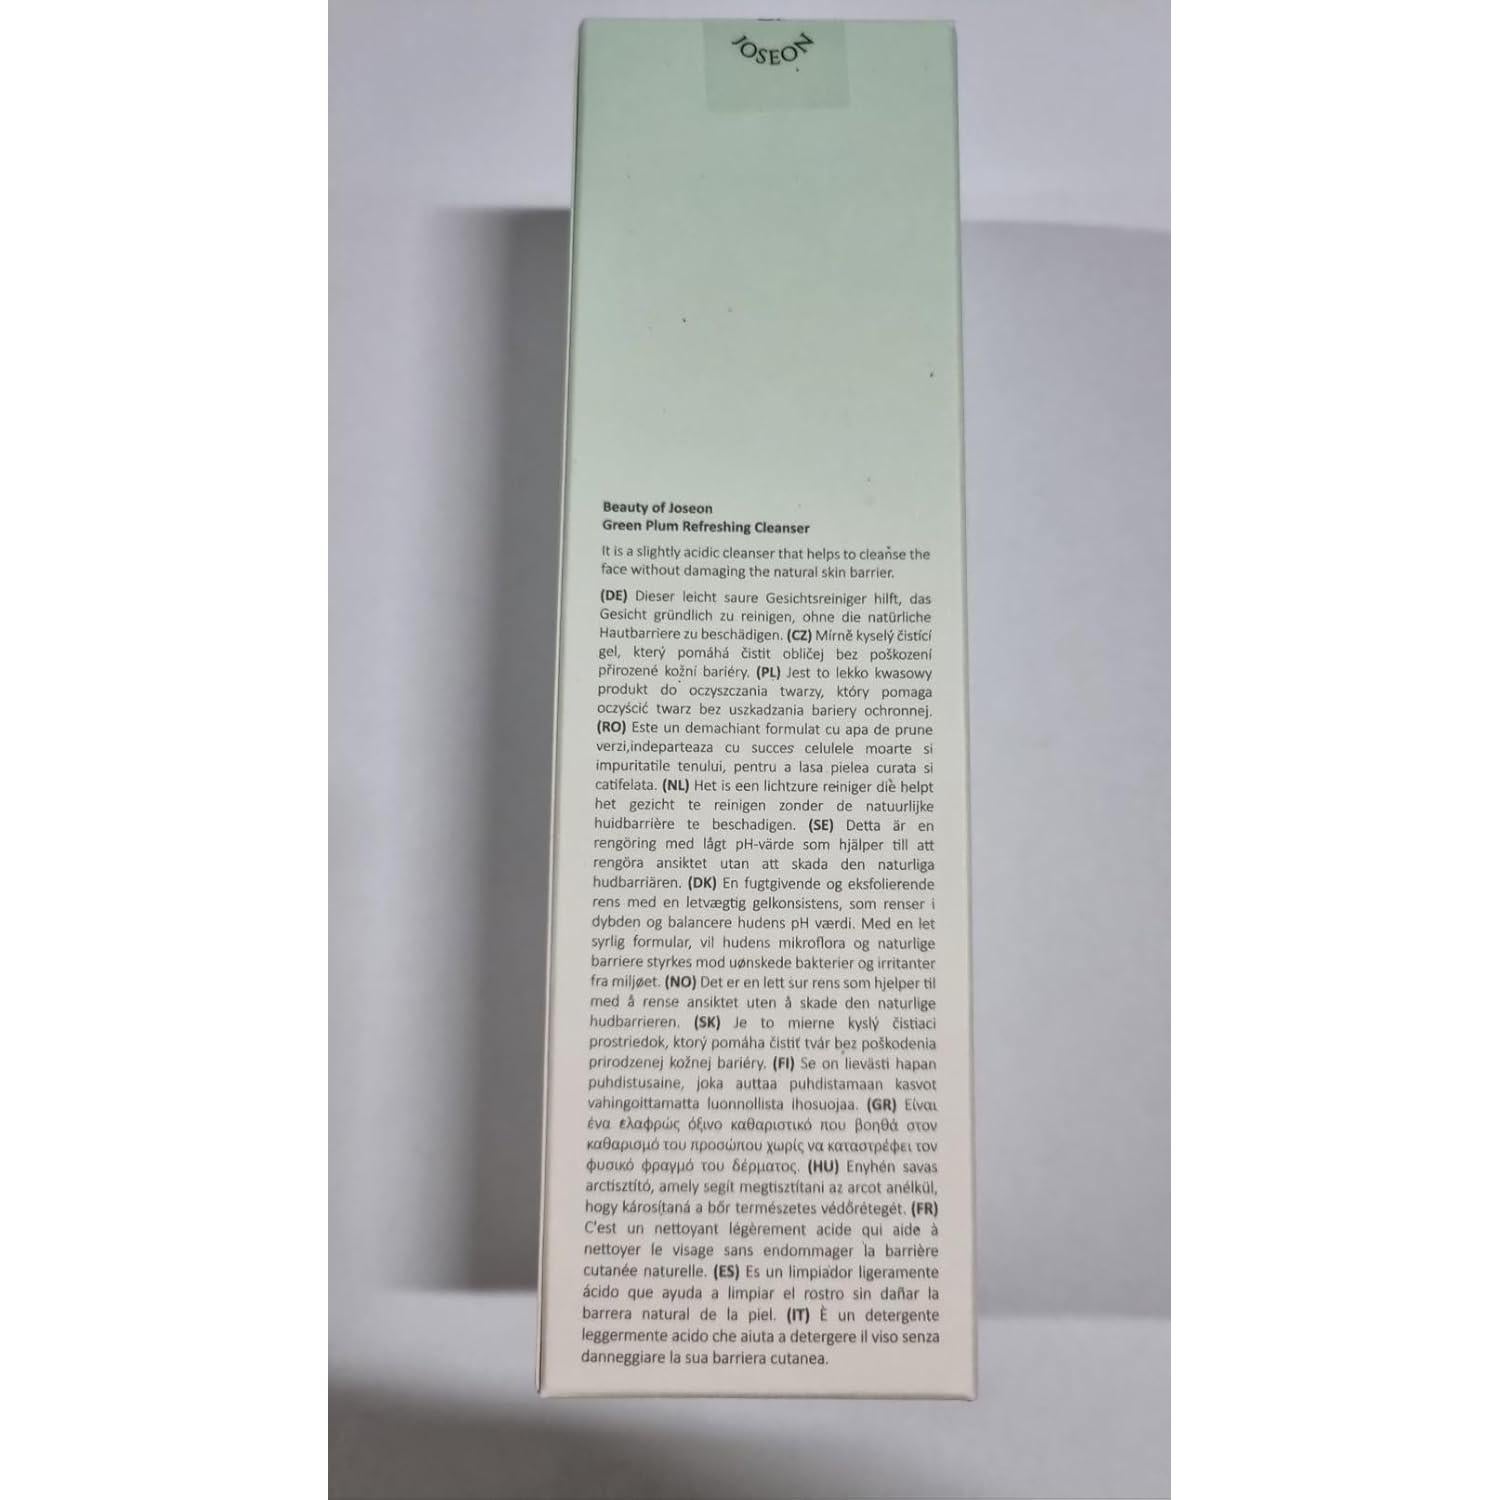 JOSEON
Beauty of Joseon
Green Plum Refreshing Cleanser
It is a slightly acidic cleanser that helps to cleanse the
face without damaging the natural skin barrier.
(DE) Dieser leicht saure Gesichtsreiniger hilft, das
Gesicht gründlich zu reinigen, ohne die natürliche
Hautbarriere zu beschädigen. (CZ) Mírně kyselý čistící
gel, který pomáhá čistit obličej bez poškození
přirozené kožní bariéry. (PL) Jest to lekko kwasowy
produkt do oczyszczania twarzy, który pomaga
oczyścić twarz bez uszkadzania bariery ochronnej.
(RO) Este un demachiant formulat cu apa de prune
verzi,indeparteaza cu succes celulele moarte si
impuritatile tenului, pentru a lasa pielea curata si
catifelata. (NL) Het is een lichtzure reiniger die helpt
het gezicht te reinigen zonder de natuurlijke
huidbarrière te beschadigen. (SE) Detta är en
rengöring med lågt pH-värde som hjälper till att
rengöra ansiktet utan att skada den naturliga
hudbarriären. (DK) En fugtgivende og eksfolierende
rens med en letvægtig gelkonsistens, som renser i
dybden og balancere hudens pH værdi. Med en let
syrlig formular, vil hudens mikroflora og naturlige
barriere styrkes mod uønskede bakterier og irritanter
fra miljøet. (NO) Det er en lett sur rens som hjelper til
med å rense ansiktet uten å skade den naturlige
hudbarrieren. (SK) Je to mierne kyslý čistiaci
prostriedok, ktorý pomáha čistiť tvár bez poškodenia
prirodzenej kožnej bariéry. (FI) Se on lievästi hapan
puhdistusaine, joka auttaa puhdistamaan kasvot
vahingoittamatta luonnollista ihosuojaa. (GR) Είναι
ένα ελαφρώς όξινο καθαριστικό που βοηθά στον
καθαρισμό του προσώπου χωρίς να καταστρέφει τον
φυσικό φραγμό του δέρματος. (HU) Enyhén savas
arctisztító, amely segít megtisztítani az arcot anélkül,
hogy károsítaná a bőr természetes védőrétegét. (FR)
C'est un nettoyant légèrement acide qui aide à
nettoyer le visage sans endommager la barrière
cutanée naturelle. (ES) Es un limpiador ligeramente
ácido que ayuda a limpiar el rostro sin dañar la
barrera natural de la piel. (IT) È un detergente
leggermente acido che aiuta a detergere il viso senza
danneggiare la sua barriera cutanea.